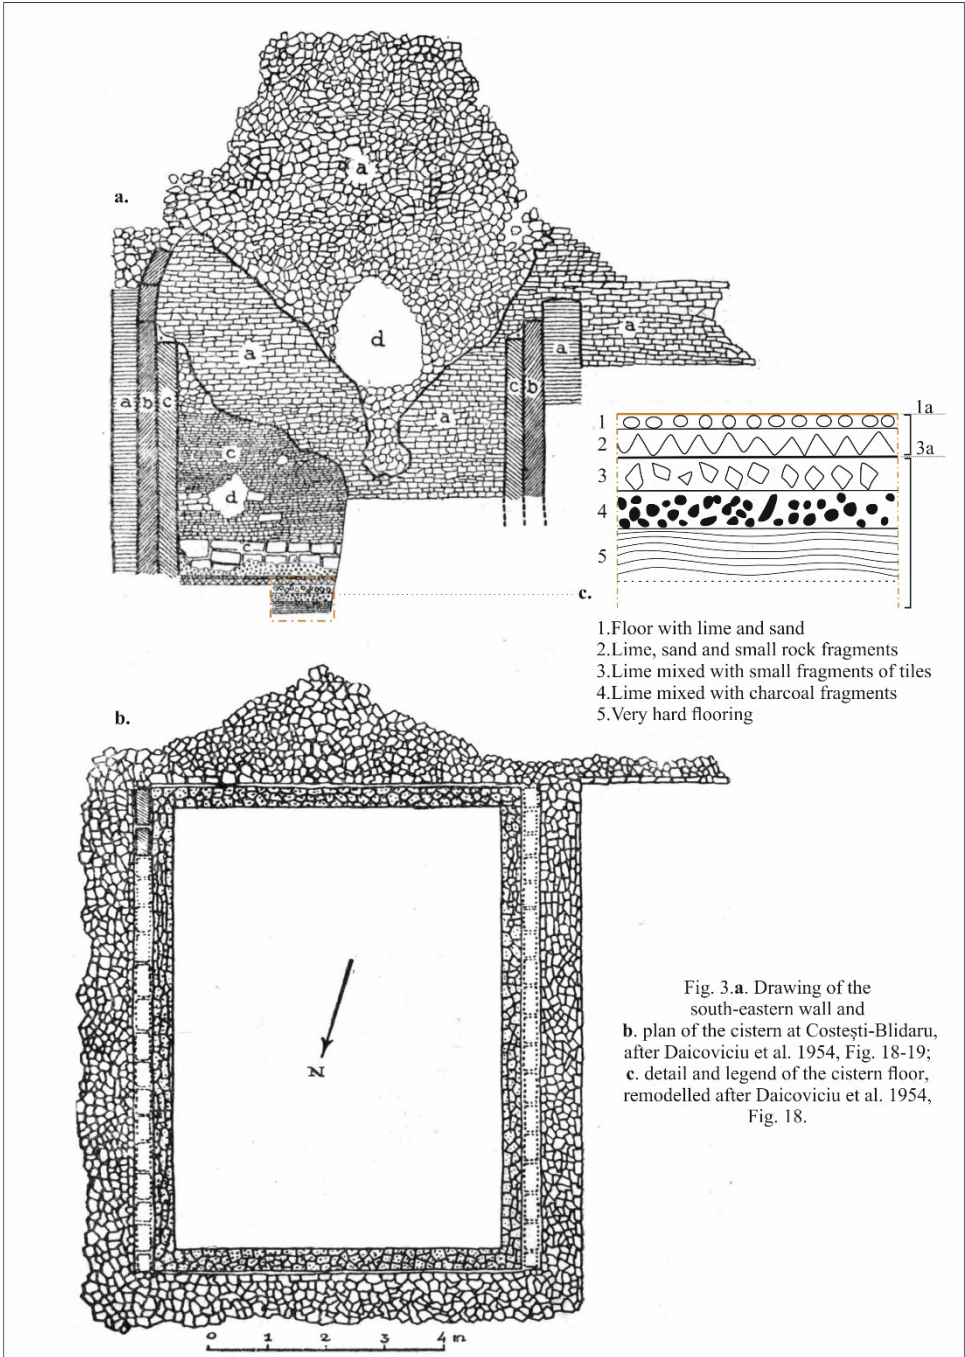 a.
a
d
a
a
a
a
a
b
c
c
b
c
d
c
1a
3a
1
2
3
4
5
c.
1.Floor with lime and sand
2.Lime, sand and small rock fragments
3.Lime mixed with small fragments of tiles
4.Lime mixed with charcoal fragments
5.Very hard flooring
b.
N
Fig. 3.a. Drawing of the
south-eastern wall and
b. plan of the cistern at Costești-Blidaru,
after Daicoviciu et al. 1954, Fig. 18-19;
c. detail and legend of the cistern floor,
remodelled after Daicoviciu et al. 1954,
Fig. 18.
0 1 2 3 4 m